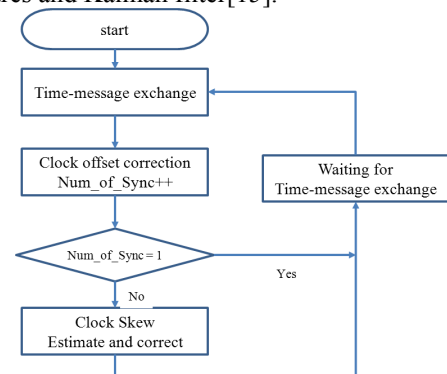 res and Kalman filter[15].
start
Time-message exchange
Clock offset correction
Num_of_Sync++
Waiting for
Time-message exchange
Num_of_Sync = 1
Yes
No
Clock Skew
Estimate and correct